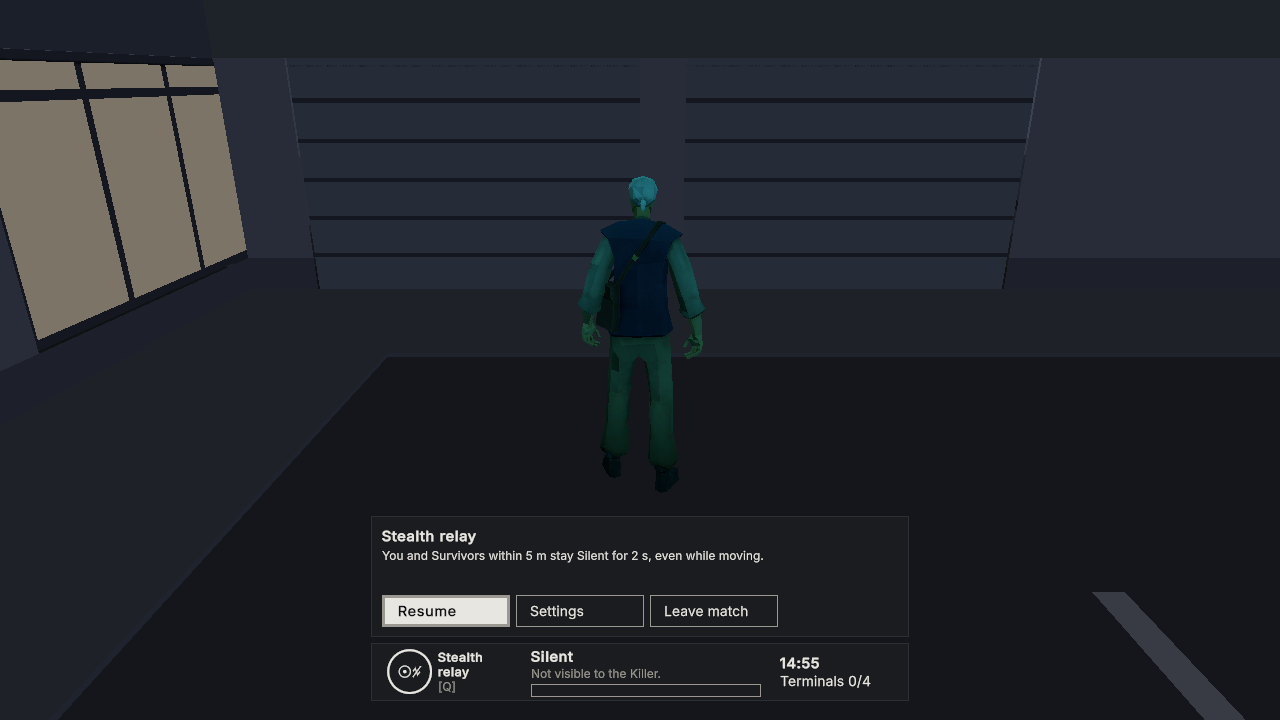 Stealth relay
You and Survivors within 5 m stay Silent for 2 s, even while moving.
Resume
Settings
Leave match
Stealth
relay
[Q]
Silent
Not visible to the Killer.
14:55
Terminals 0/4